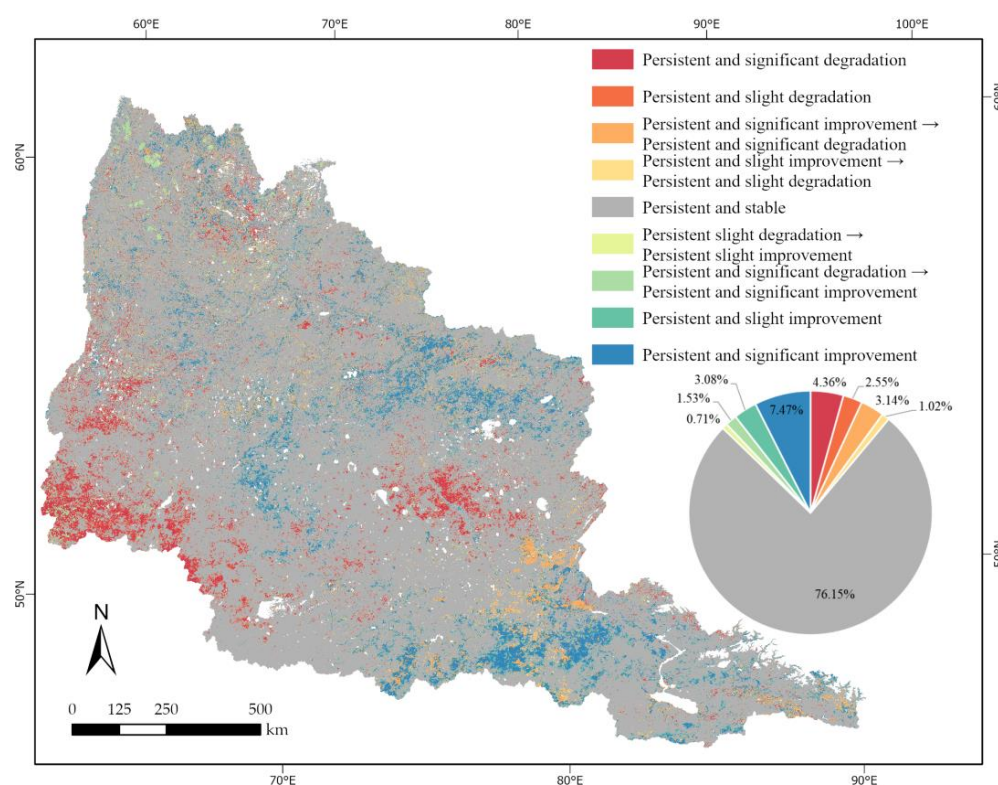 60°E
70°E
80°E
90°E
100°E
Persistent and significant degradation
Persistent and slight degradation
Persistent and significant improvement →
Persistent and significant degradation
Persistent and slight improvement →
Persistent and slight degradation
Persistent and stable
Persistent slight degradation →
Persistent slight improvement
Persistent and significant degradation →
Persistent and significant improvement
Persistent and slight improvement
Persistent and significant improvement
60°N
60°N
3.08%
4.36%
2.55%
1.53%
7.47%
3.14%
0.71%
1.02%
76.15%
50°N
50°N
N
0 125 250 500
km
70°E
80°E
90°E